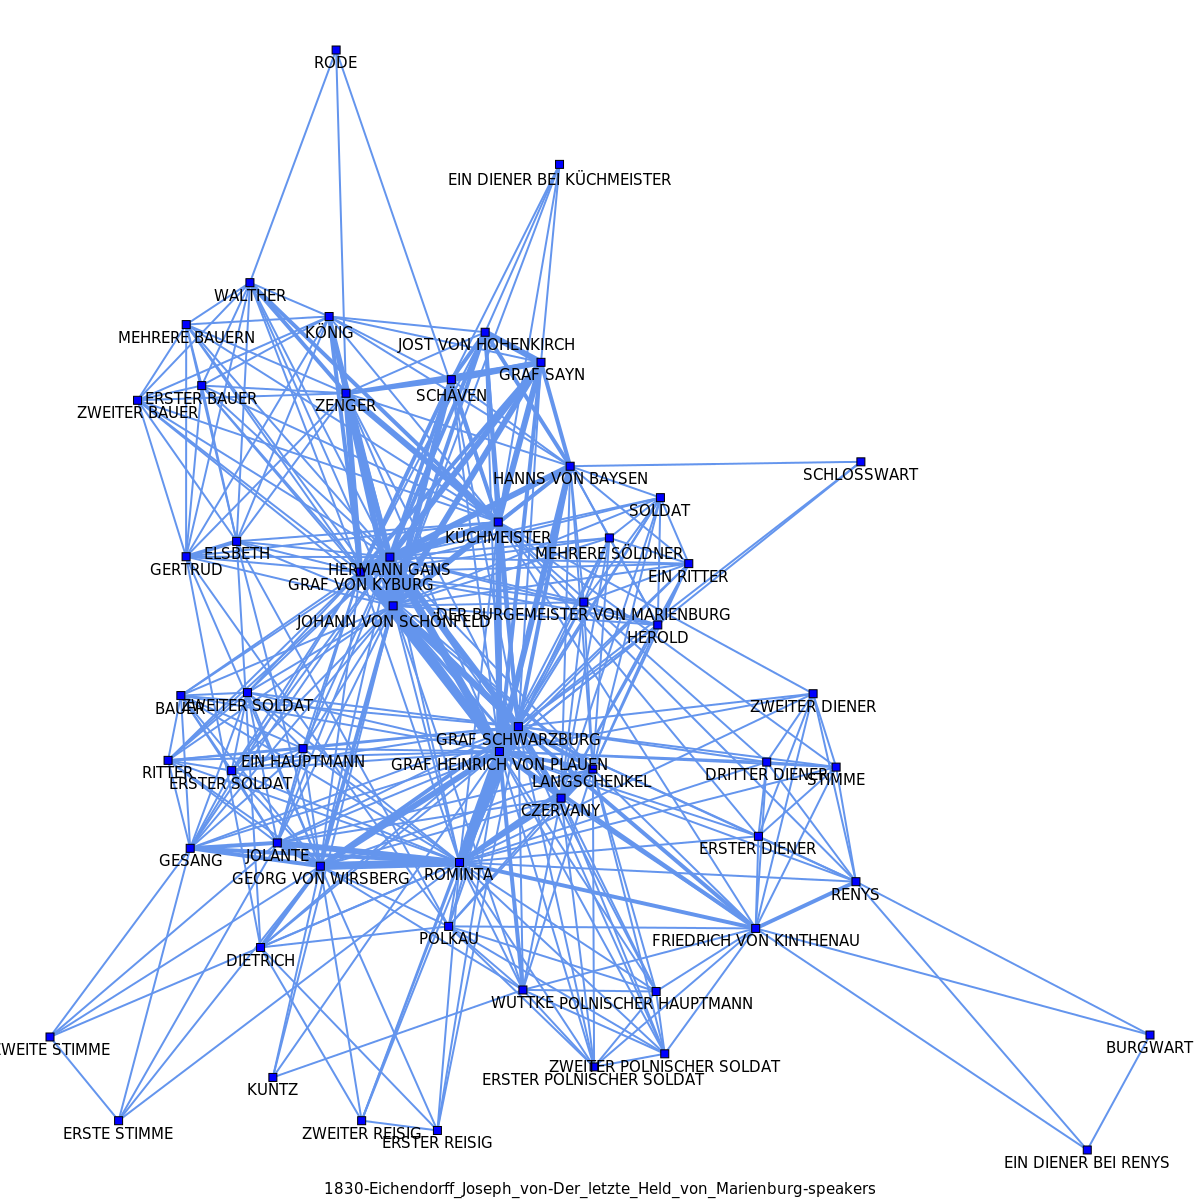 RODE
EIN DIENER BEI KÜCHMEISTER
WALTHER
MEHRERE BAUERN
KÖNIG
JOST VON HOHENKIRCH
GRAF SAYN
SCHÄVEN
ERSTER BAUER
ZENGER
ZWEITER BAUER
HANNS VON BAYSEN
SCHLOSSWART
SOLDAT
KÜCHMEISTER
MEHRERE SÖLDNER
ELSBETH
GERTRUD
HERMANN GANS
EIN RITTER
GRAF VON KYBURG
DER BÜRGEMEISTER VON MARIENBURG
JOHANN VON SCHÖNFELD
HEROLD
BAUER
ZWEITER SOLDAT
ZWEITER DIENER
GRAF SCHWARZBURG
EIN HAUPTMANN
GRAF HEINRICH VON PLAUEN
RITTER
DRITTER DIENER
STIMME
ERSTER SOLDAT
LANGSCHENKEL
CZERVANY
ERSTER DIENER
JOLANTE
GESANG
ROMINTA
GEORG VON WIRSBERG
RENYS
POLKAU
FRIEDRICH VON KINTHENAU
DIETRICH
WUTTKE
POLNISCHER HAUPTMANN
WEITE STIMME
BURGWART
ZWEITER POLNISCHER SOLDAT
ERSTER POLNISCHER SOLDAT
KUNTZ
ERSTE STIMME
ZWEITER REISIG
ERSTER REISIG
EIN DIENER BEI RENYS
1830-Eichendorff_Joseph_von-Der_letzte_Held_von_Marienburg-speakers